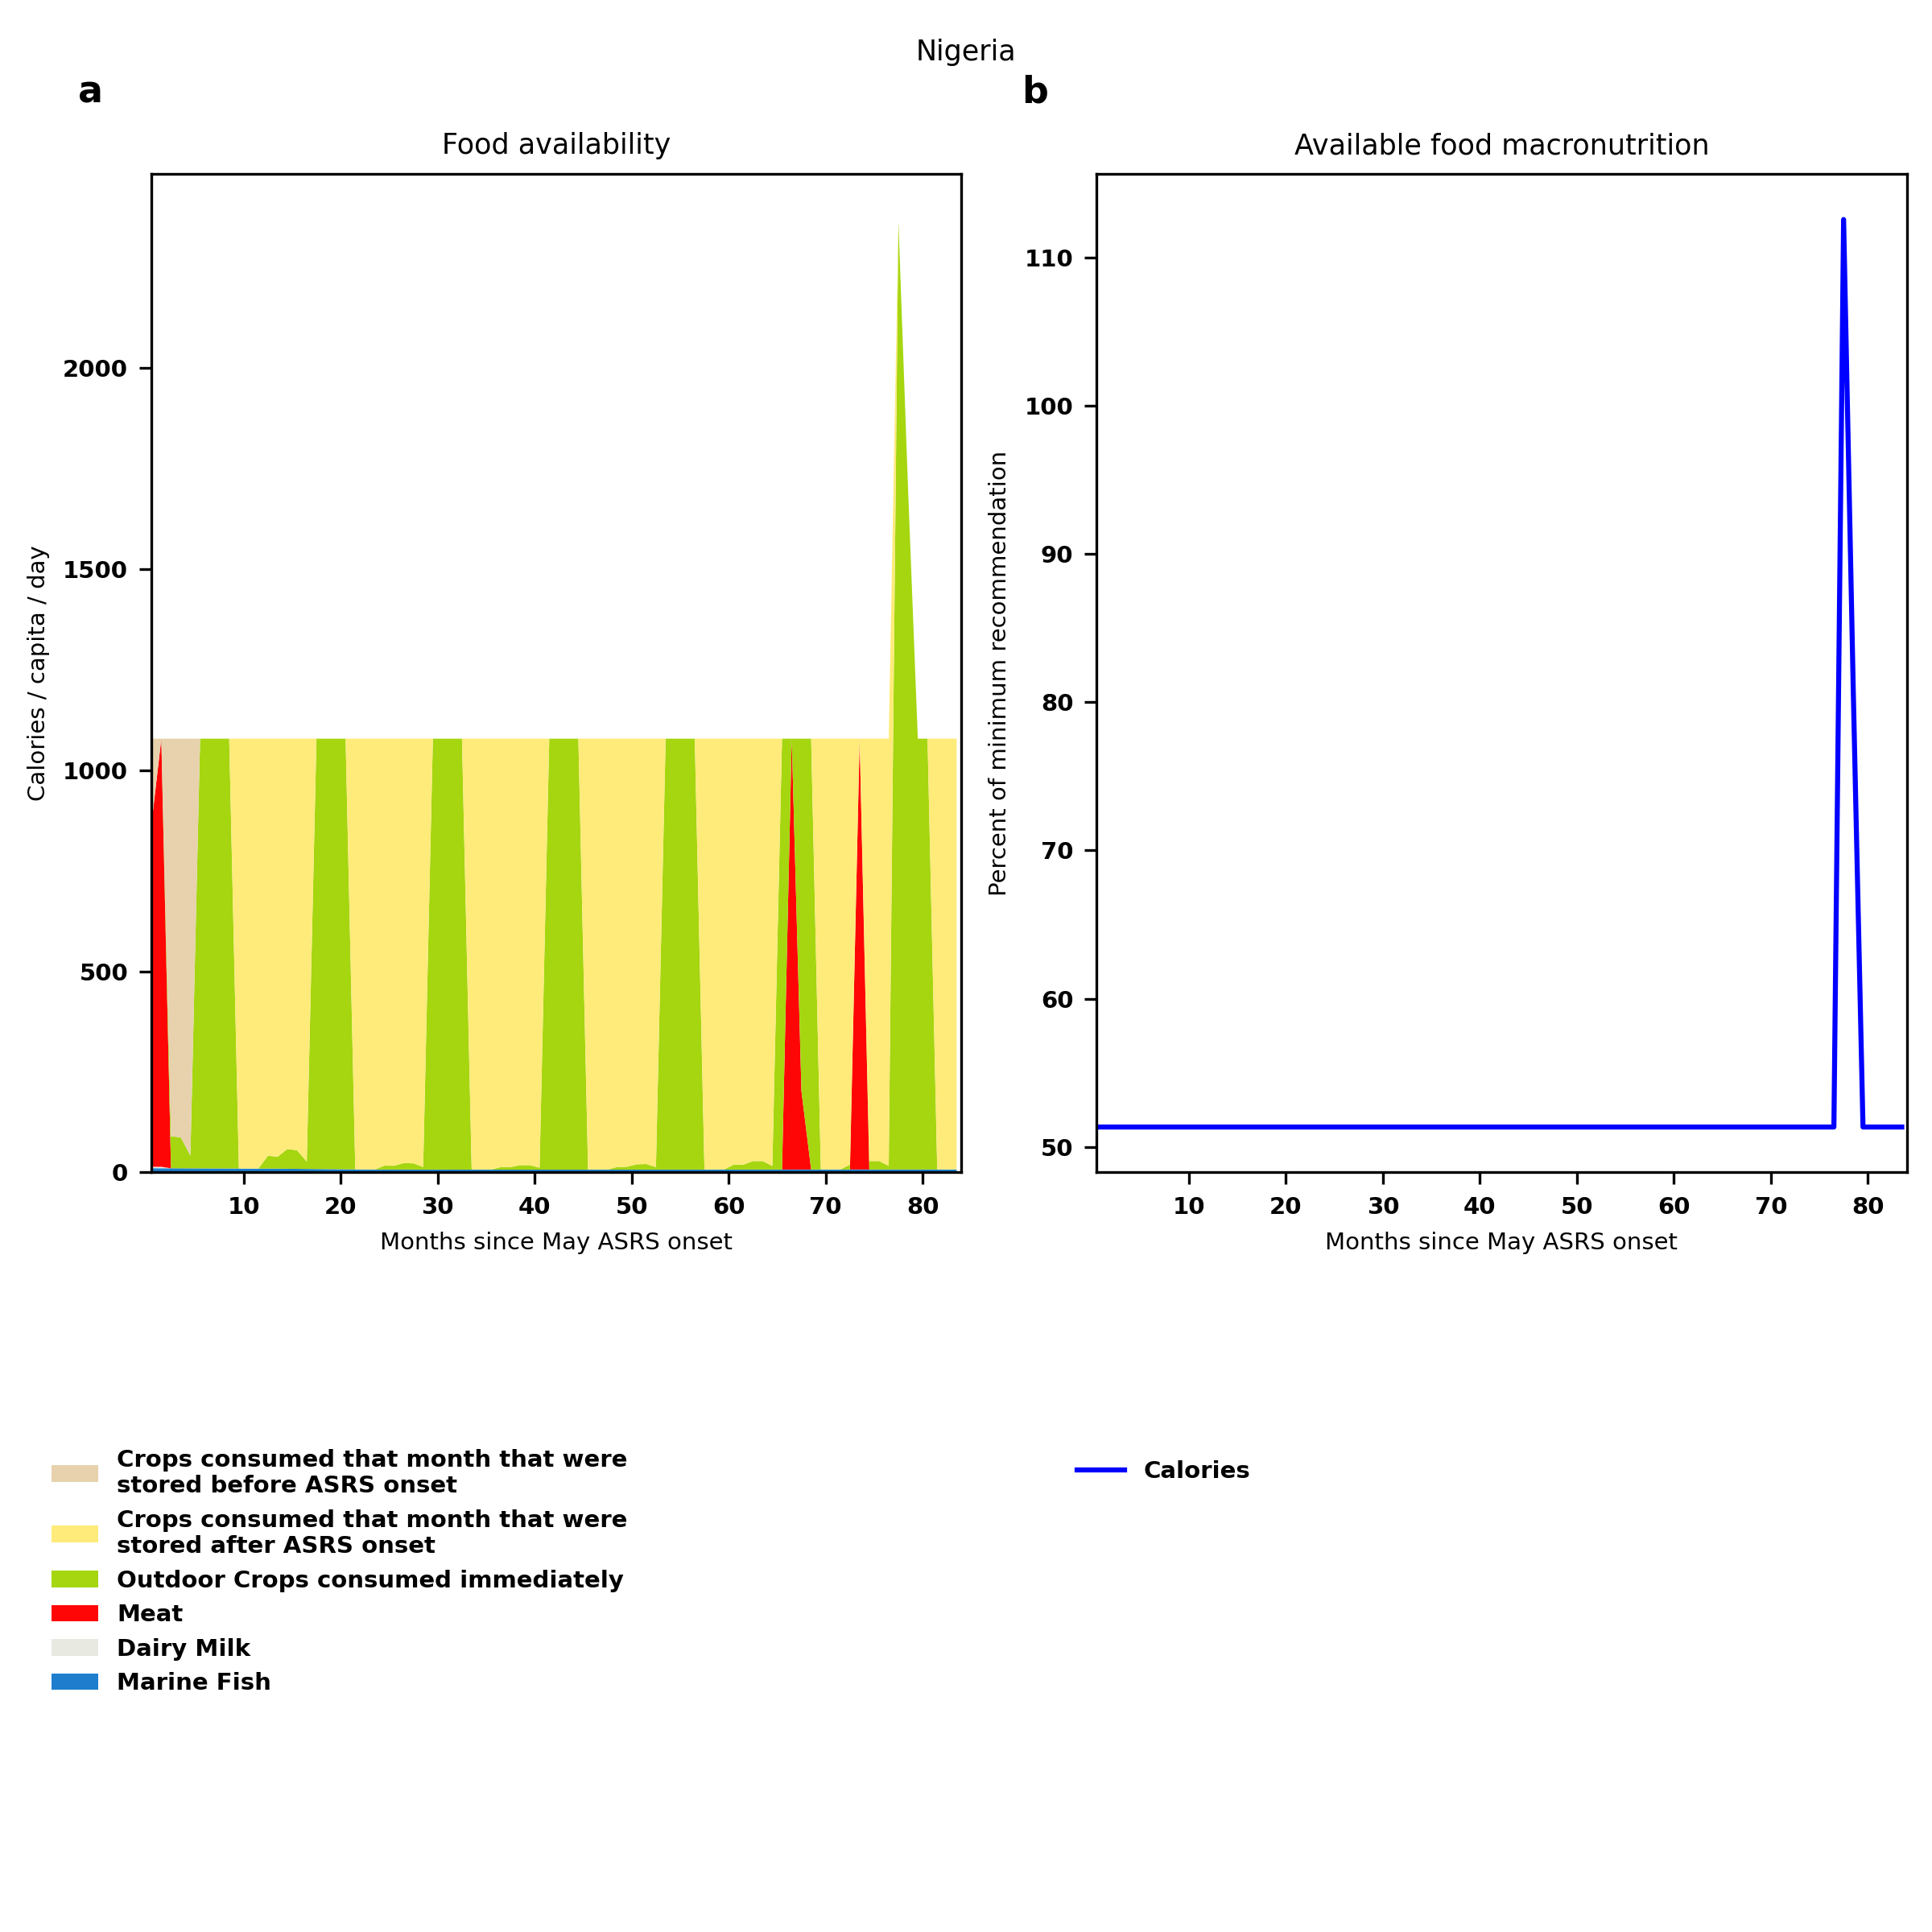 Nigeria
a
Food availability
Calories / capita / day
2000
1500
1000
500
0
10 20 30 40 50 60 70 80
Months since May ASRS onset
b
Available food macronutrition
Percent of minimum recommendation
110
100
90
80
70
60
50
10 20 30 40 50 60 70 80
Months since May ASRS onset
Crops consumed that month that were
stored before ASRS onset
Crops consumed that month that were
stored after ASRS onset
Outdoor Crops consumed immediately
Meat
Dairy Milk
Marine Fish
Calories